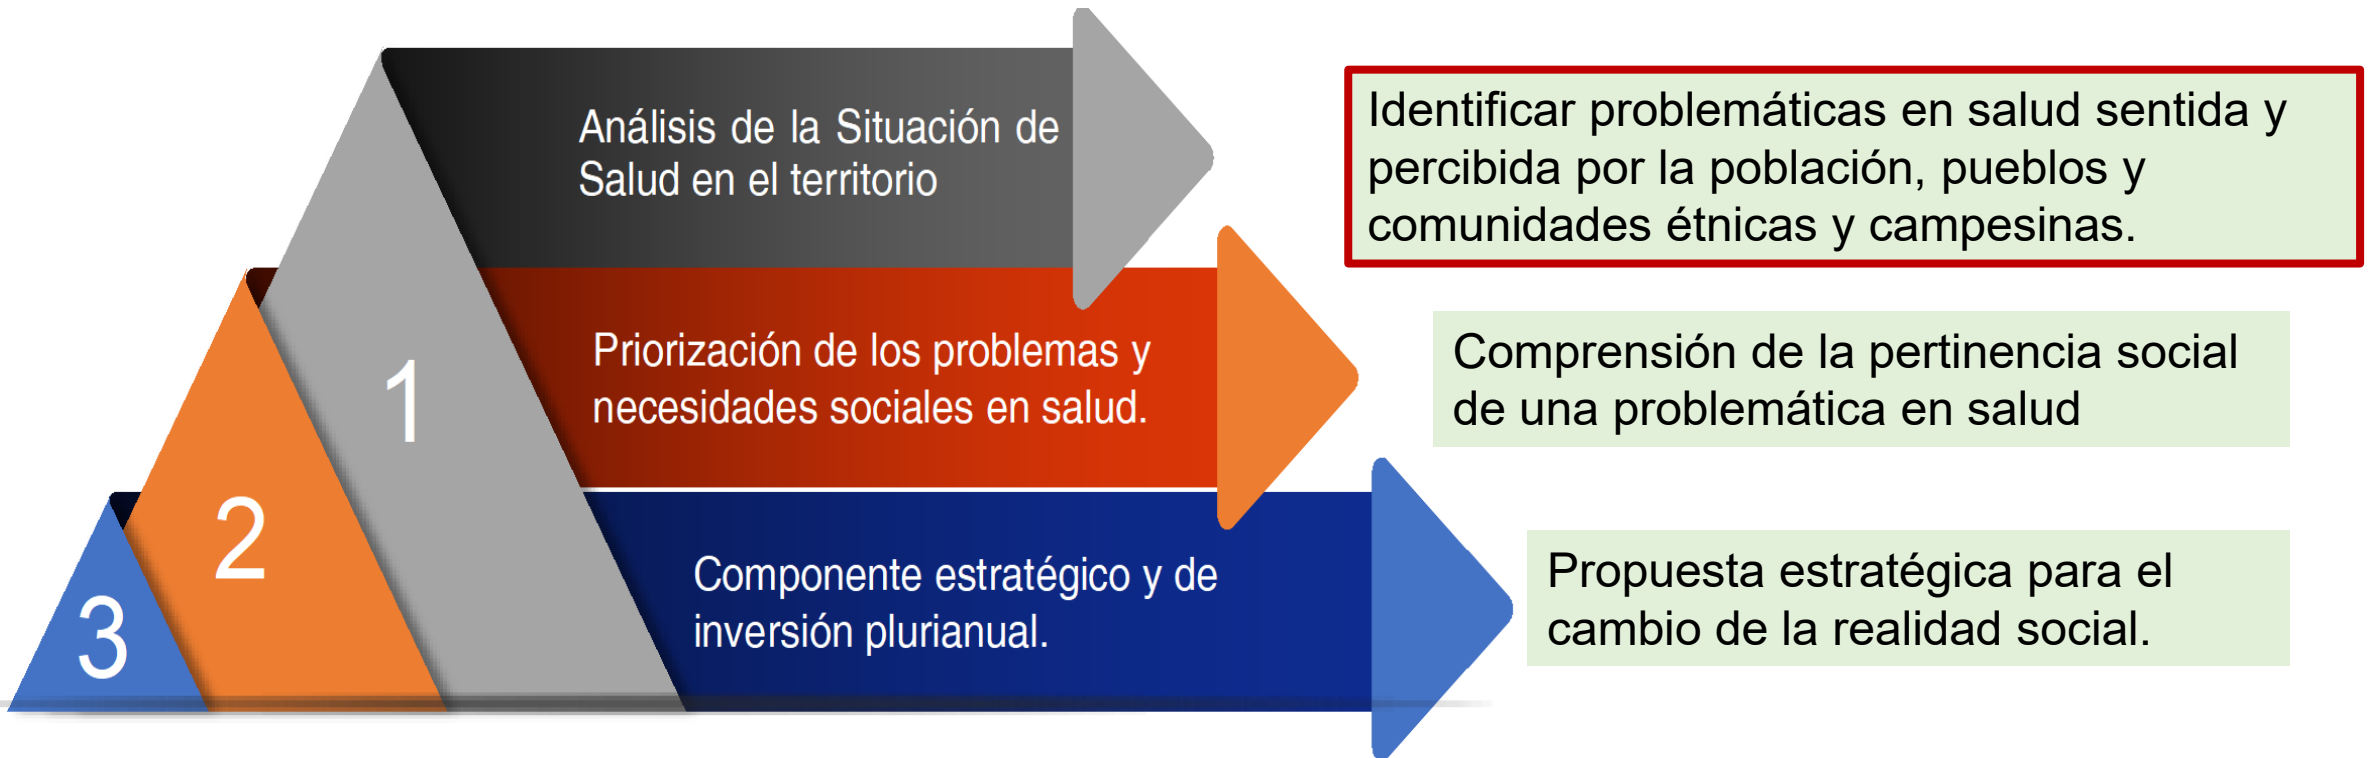 Análisis de la Situación de
Salud en el territorio
Identificar problemáticas en salud sentida y
percibida por la población, pueblos y
comunidades étnicas y campesinas.
1
Priorización de los problemas y
necesidades sociales en salud.
Comprensión de la pertinencia social
de una problemática en salud
2
Componente estratégico y de
inversión plurianual.
Propuesta estratégica para el
cambio de la realidad social.
3